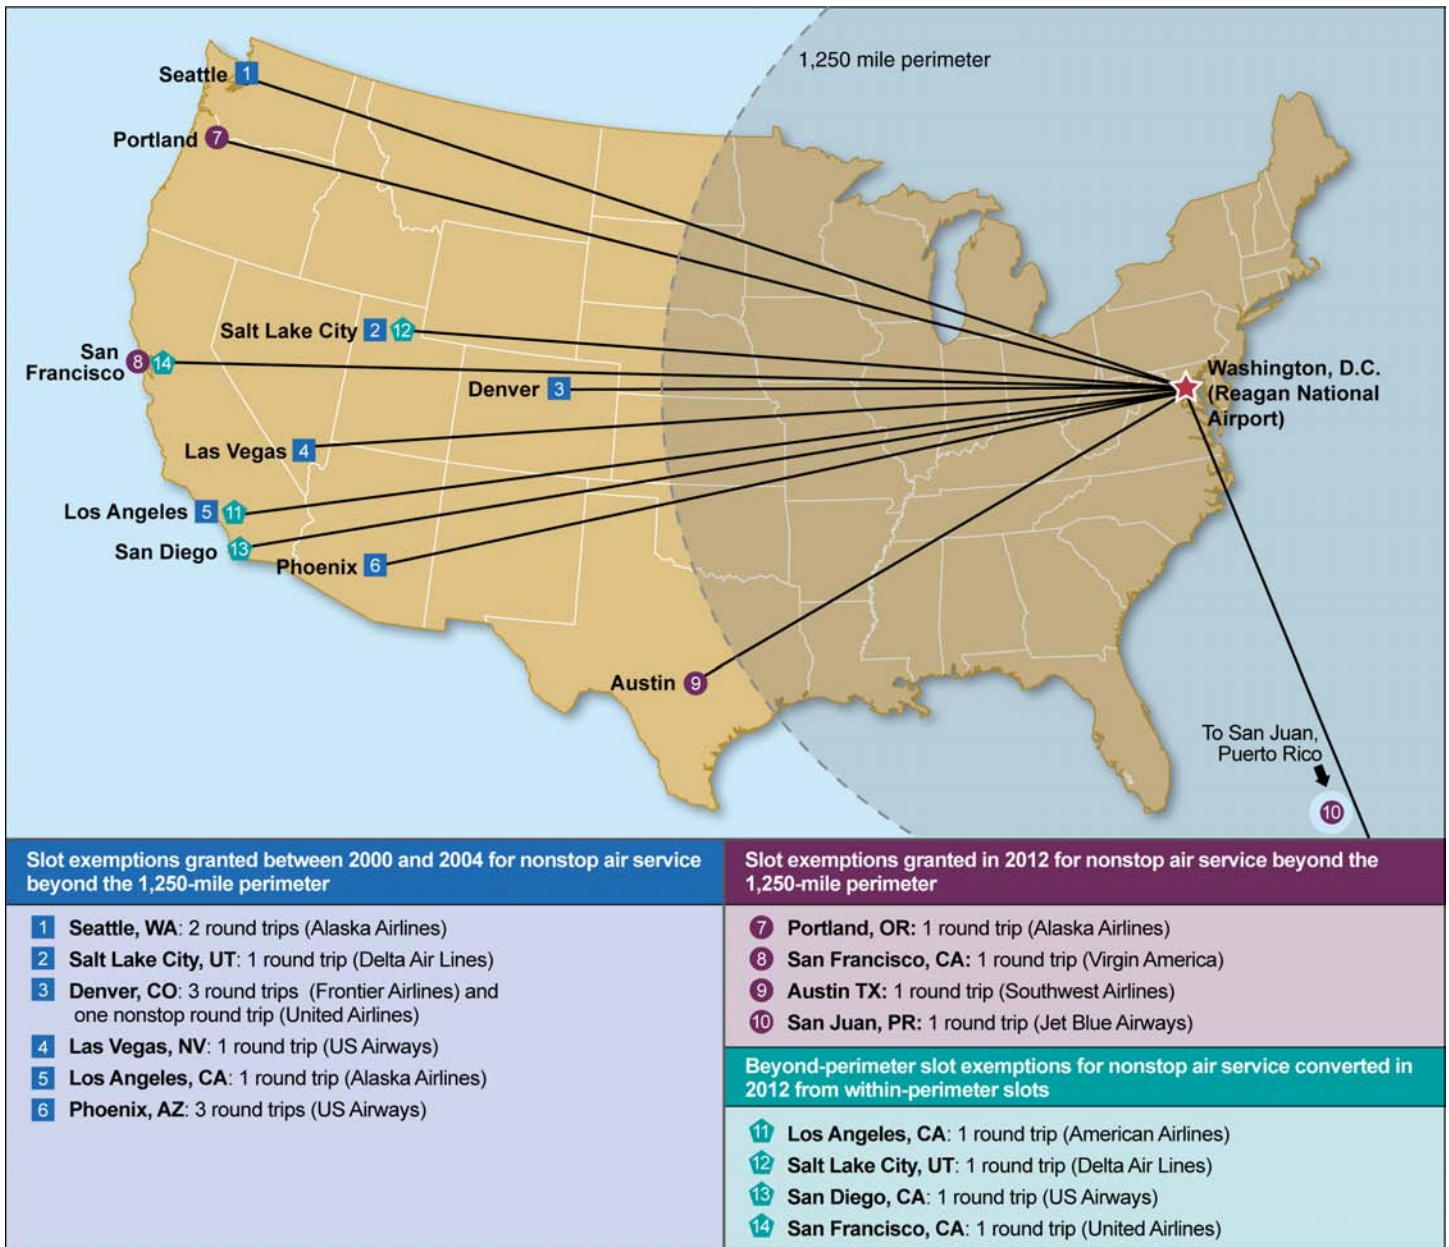 1,250 mile perimeter
Seattle 1
Portland 7
Salt Lake City 2 12
San
Francisco 8 14
Denver 3
Washington, D.C.
(Reagan National
Airport)
Las Vegas 4
Los Angeles 5 11
San Diego 13
Phoenix 6
Austin 9
To San Juan,
Puerto Rico
10
Slot exemptions granted between 2000 and 2004 for nonstop air service
beyond the 1,250-mile perimeter
1 Seattle, WA: 2 round trips (Alaska Airlines)
2 Salt Lake City, UT: 1 round trip (Delta Air Lines)
3 Denver, CO: 3 round trips (Frontier Airlines) and
one nonstop round trip (United Airlines)
4 Las Vegas, NV: 1 round trip (US Airways)
5 Los Angeles, CA: 1 round trip (Alaska Airlines)
6 Phoenix, AZ: 3 round trips (US Airways)
Slot exemptions granted in 2012 for nonstop air service beyond the
1,250-mile perimeter
7 Portland, OR: 1 round trip (Alaska Airlines)
8 San Francisco, CA: 1 round trip (Virgin America)
9 Austin TX: 1 round trip (Southwest Airlines)
10 San Juan, PR: 1 round trip (Jet Blue Airways)
Beyond-perimeter slot exemptions for nonstop air service converted in
2012 from within-perimeter slots
11 Los Angeles, CA: 1 round trip (American Airlines)
12 Salt Lake City, UT: 1 round trip (Delta Air Lines)
13 San Diego, CA: 1 round trip (US Airways)
14 San Francisco, CA: 1 round trip (United Airlines)